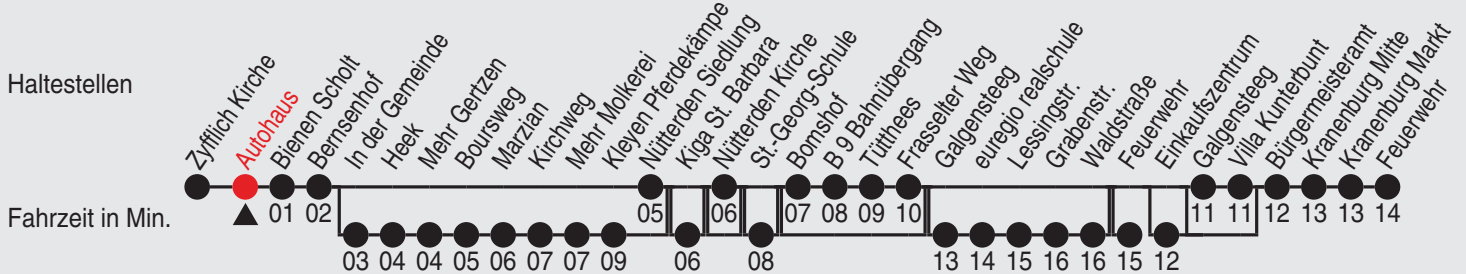 Haltestellen
Zyfflich Kirche
Autohaus
Bienen Scholt
Bernsenhof
In der Gemeinde
Heek
Mehr Gertzen
Boursweg
Marzian
Kirchweg
Mehr Molkerei
Kleyen Pferdekämpe
Nütterden Siedlung
Kiga St. Barbara
Nütterden Kirche
St.-Georg-Schule
Bomshof
B 9 Bahnübergang
Tütthees
Frasselter Weg
Galgensteeg
euregio realschule
Lessingstr.
Grabenstr.
Waldstraße
Feuerwehr
Einkaufszentrum
Galgensteeg
Villa Kunterbunt
Bürgermeisteramt
Kranenburg Mitte
Kranenburg Markt
Feuerwehr
Fahrzeit in Min.
01 02 05 06 07 08 09 10 11 11 12 13 13 14
03 04 04 05 06 07 07 09 06 08 13 14 15 16 16 15 12